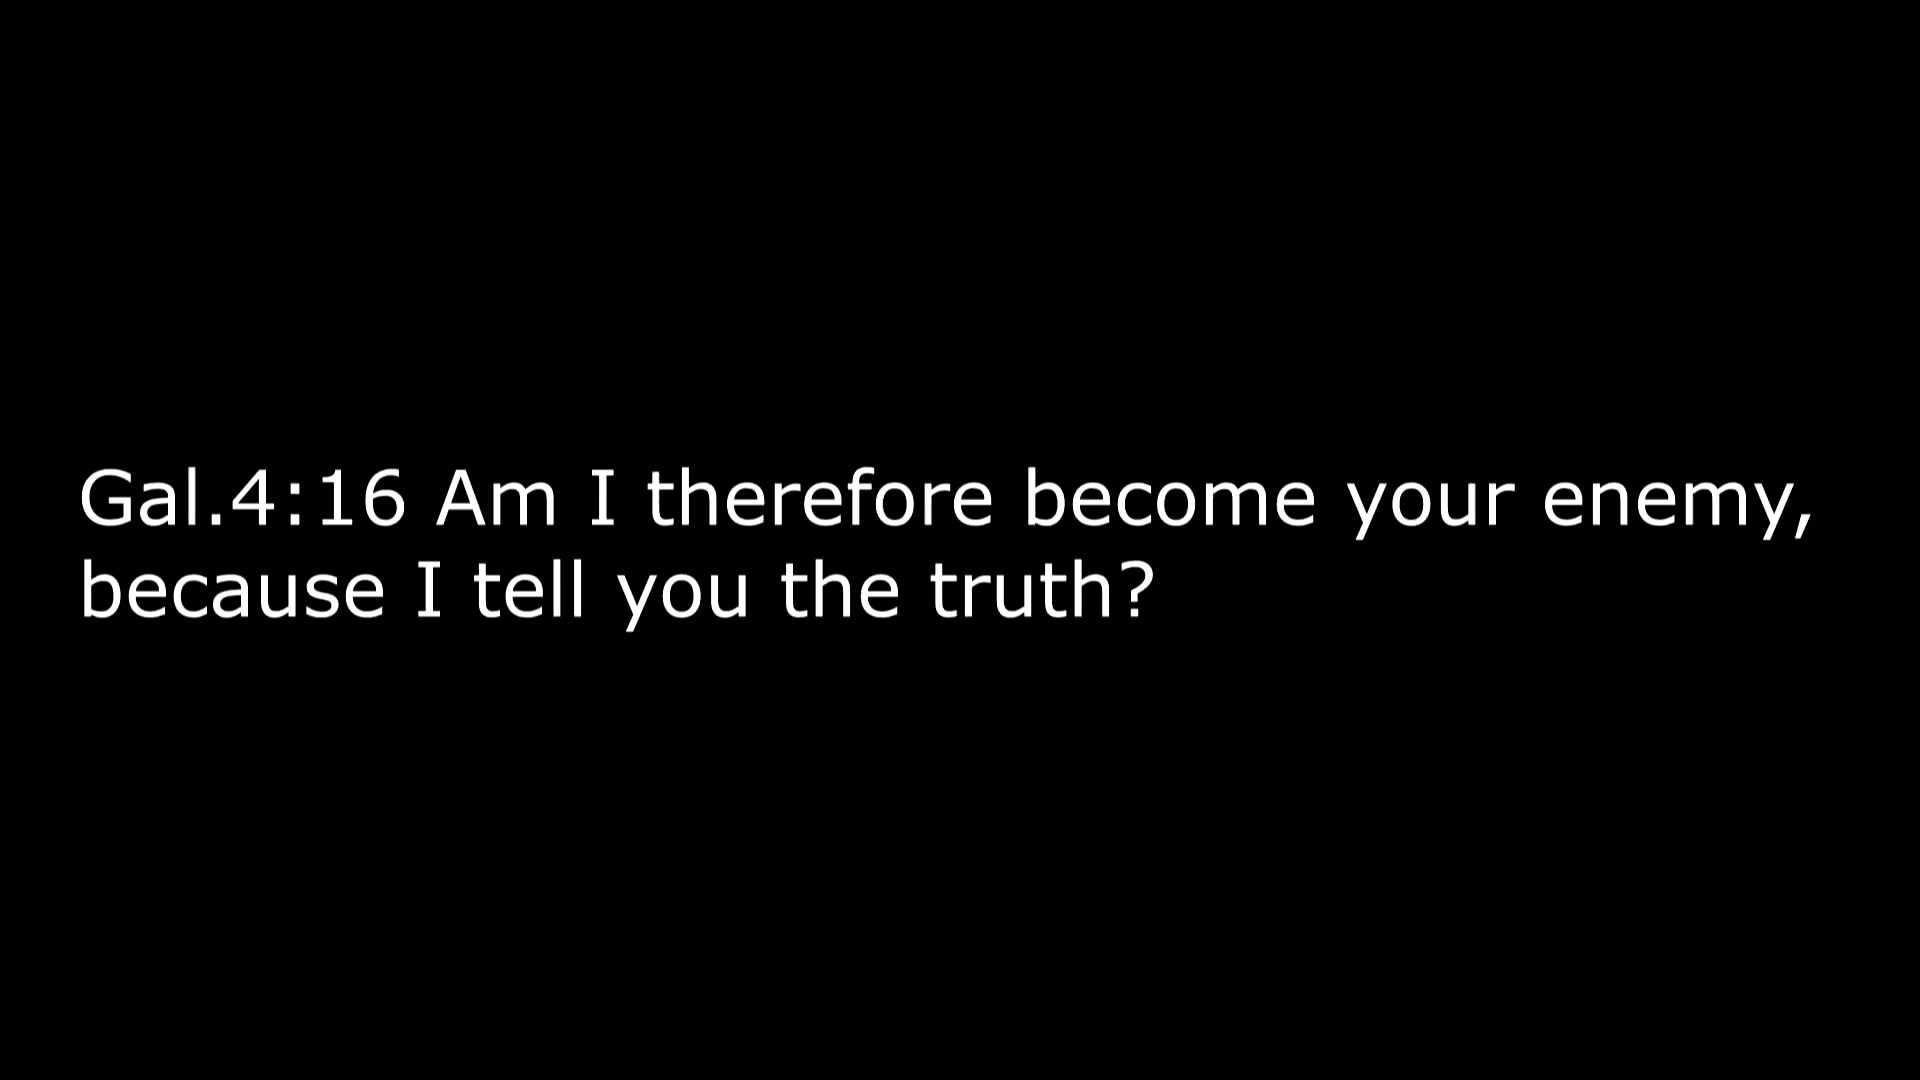 Gal.4:16 Am I therefore become your enemy,
because I tell you the truth?